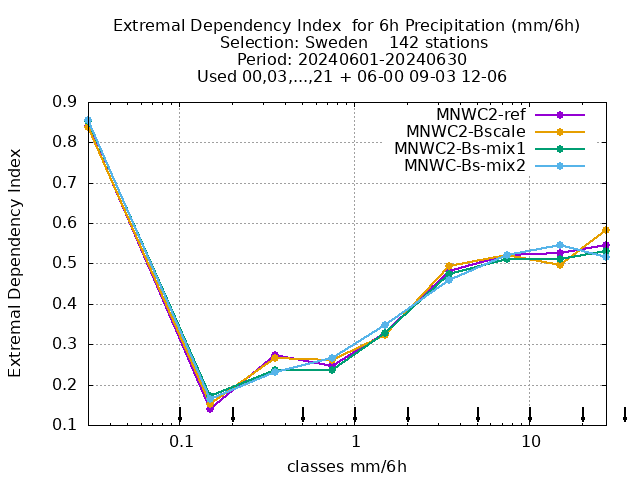 Extremal Dependency Index  for 6h Precipitation (mm/6h)
Selection: Sweden    142 stations
Period: 20240601-20240630
Used 00,03,...,21 + 06-00 09-03 12-06
MNWC2-ref
MNWC2-Bscale
MNWC2-Bs-mix1
MNWC-Bs-mix2
Extremal Dependency Index
0.9
0.8
0.7
0.6
0.5
0.4
0.3
0.2
0.1
0.1 1 10
classes mm/6h